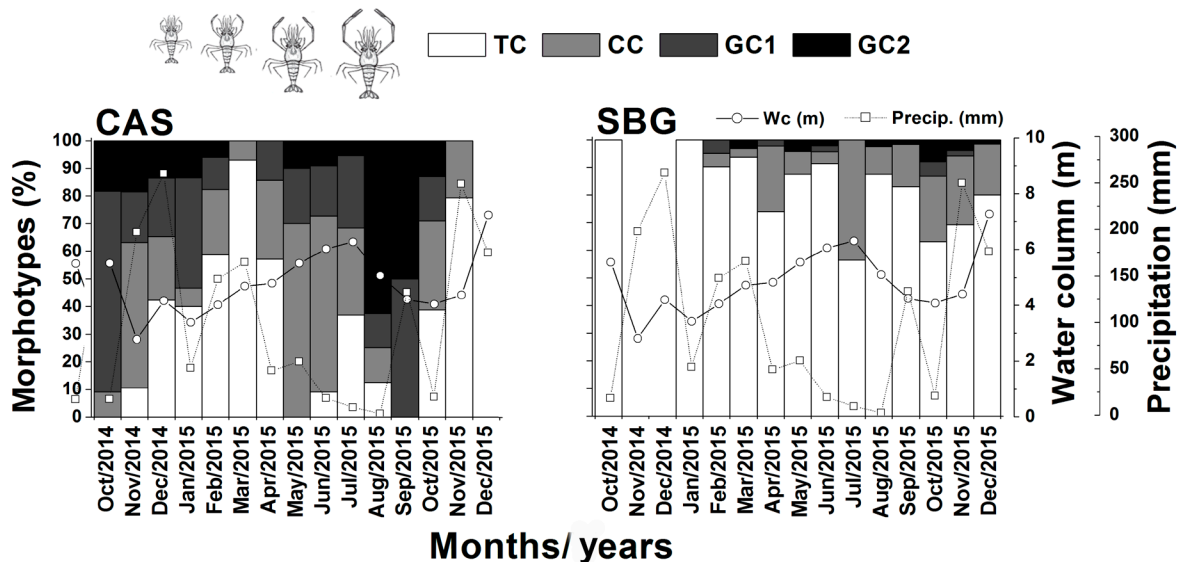 TC CC GC1 GC2
CAS
SBG
Wc (m) Precip. (mm)
Morphotypes (%)
100
90
80
70
60
50
40
30
20
10
0
Oct/2014
Nov/2014
Dec/2014
Jan/2015
Feb/2015
Mar/2015
Apr/2015
May/2015
Jun/2015
Jul/2015
Aug/2015
Sep/2015
Oct/2015
Nov/2015
Dec/2015
Oct/2014
Nov/2014
Dec/2014
Jan/2015
Feb/2015
Mar/2015
Apr/2015
May/2015
Jun/2015
Jul/2015
Aug/2015
Sep/2015
Oct/2015
Nov/2015
Dec/2015
10
8
6
4
2
0
Water column (m)
300
250
200
150
100
50
0
Precipitation (mm)
Months/ years